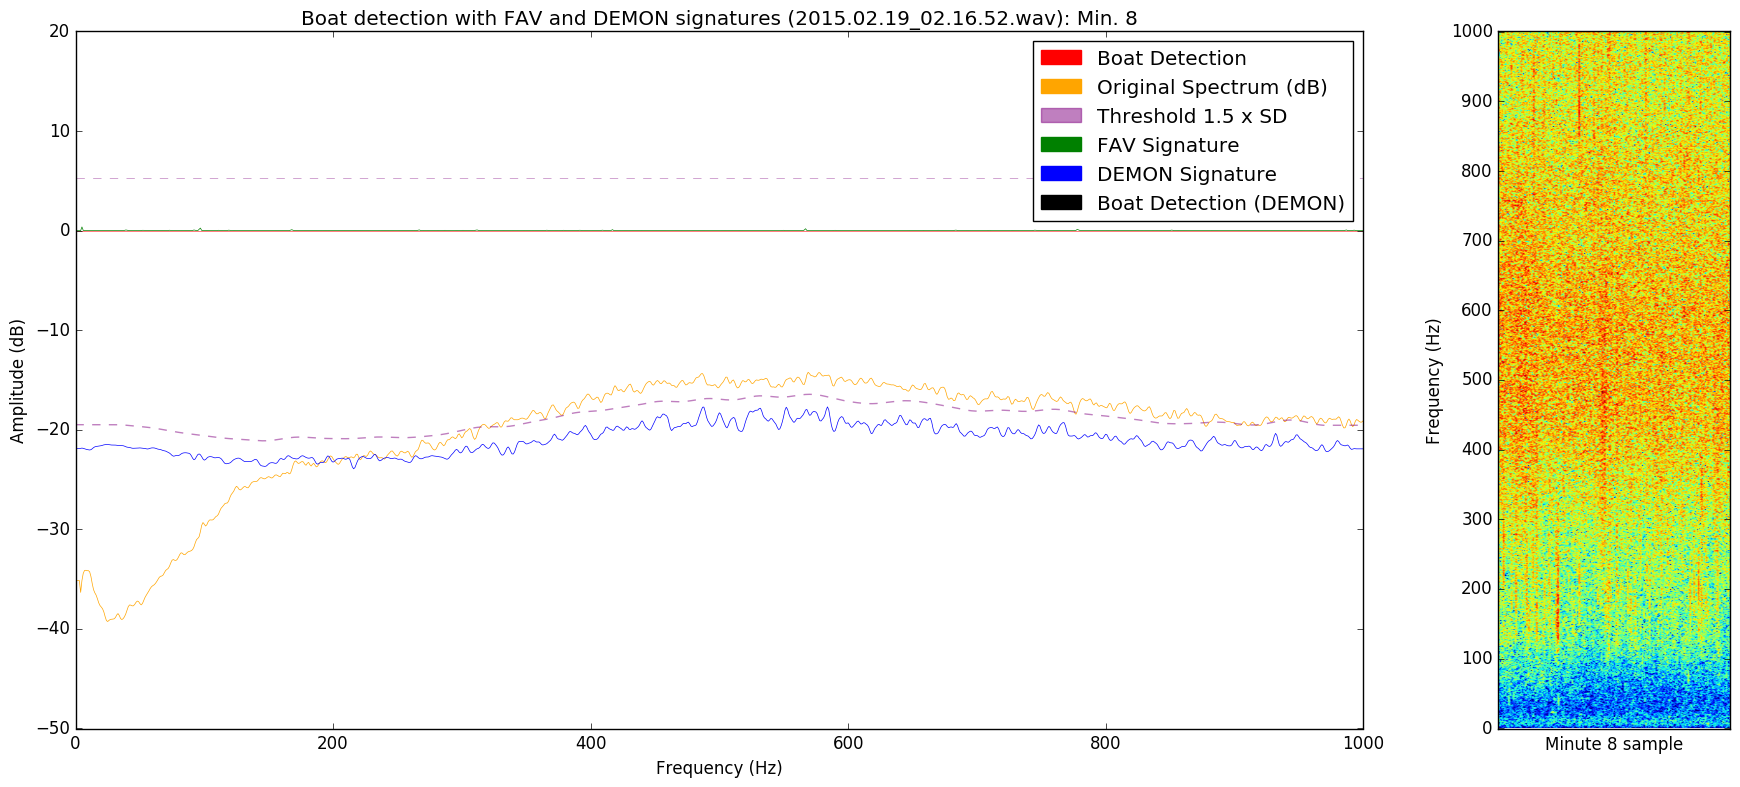 Boat detection with FAV and DEMON signatures (2015.02.19_02.16.52.wav): Min. 8
20
10
0
−10
−20
−30
−40
−50
Amplitude (dB)
0
200
400
600
800
1000
Frequency (Hz)
Boat Detection
Original Spectrum (dB)
Threshold 1.5 x SD
FAV Signature
DEMON Signature
Boat Detection (DEMON)
1000
900
800
700
600
500
400
300
200
100
0
Frequency (Hz)
Minute 8 sample